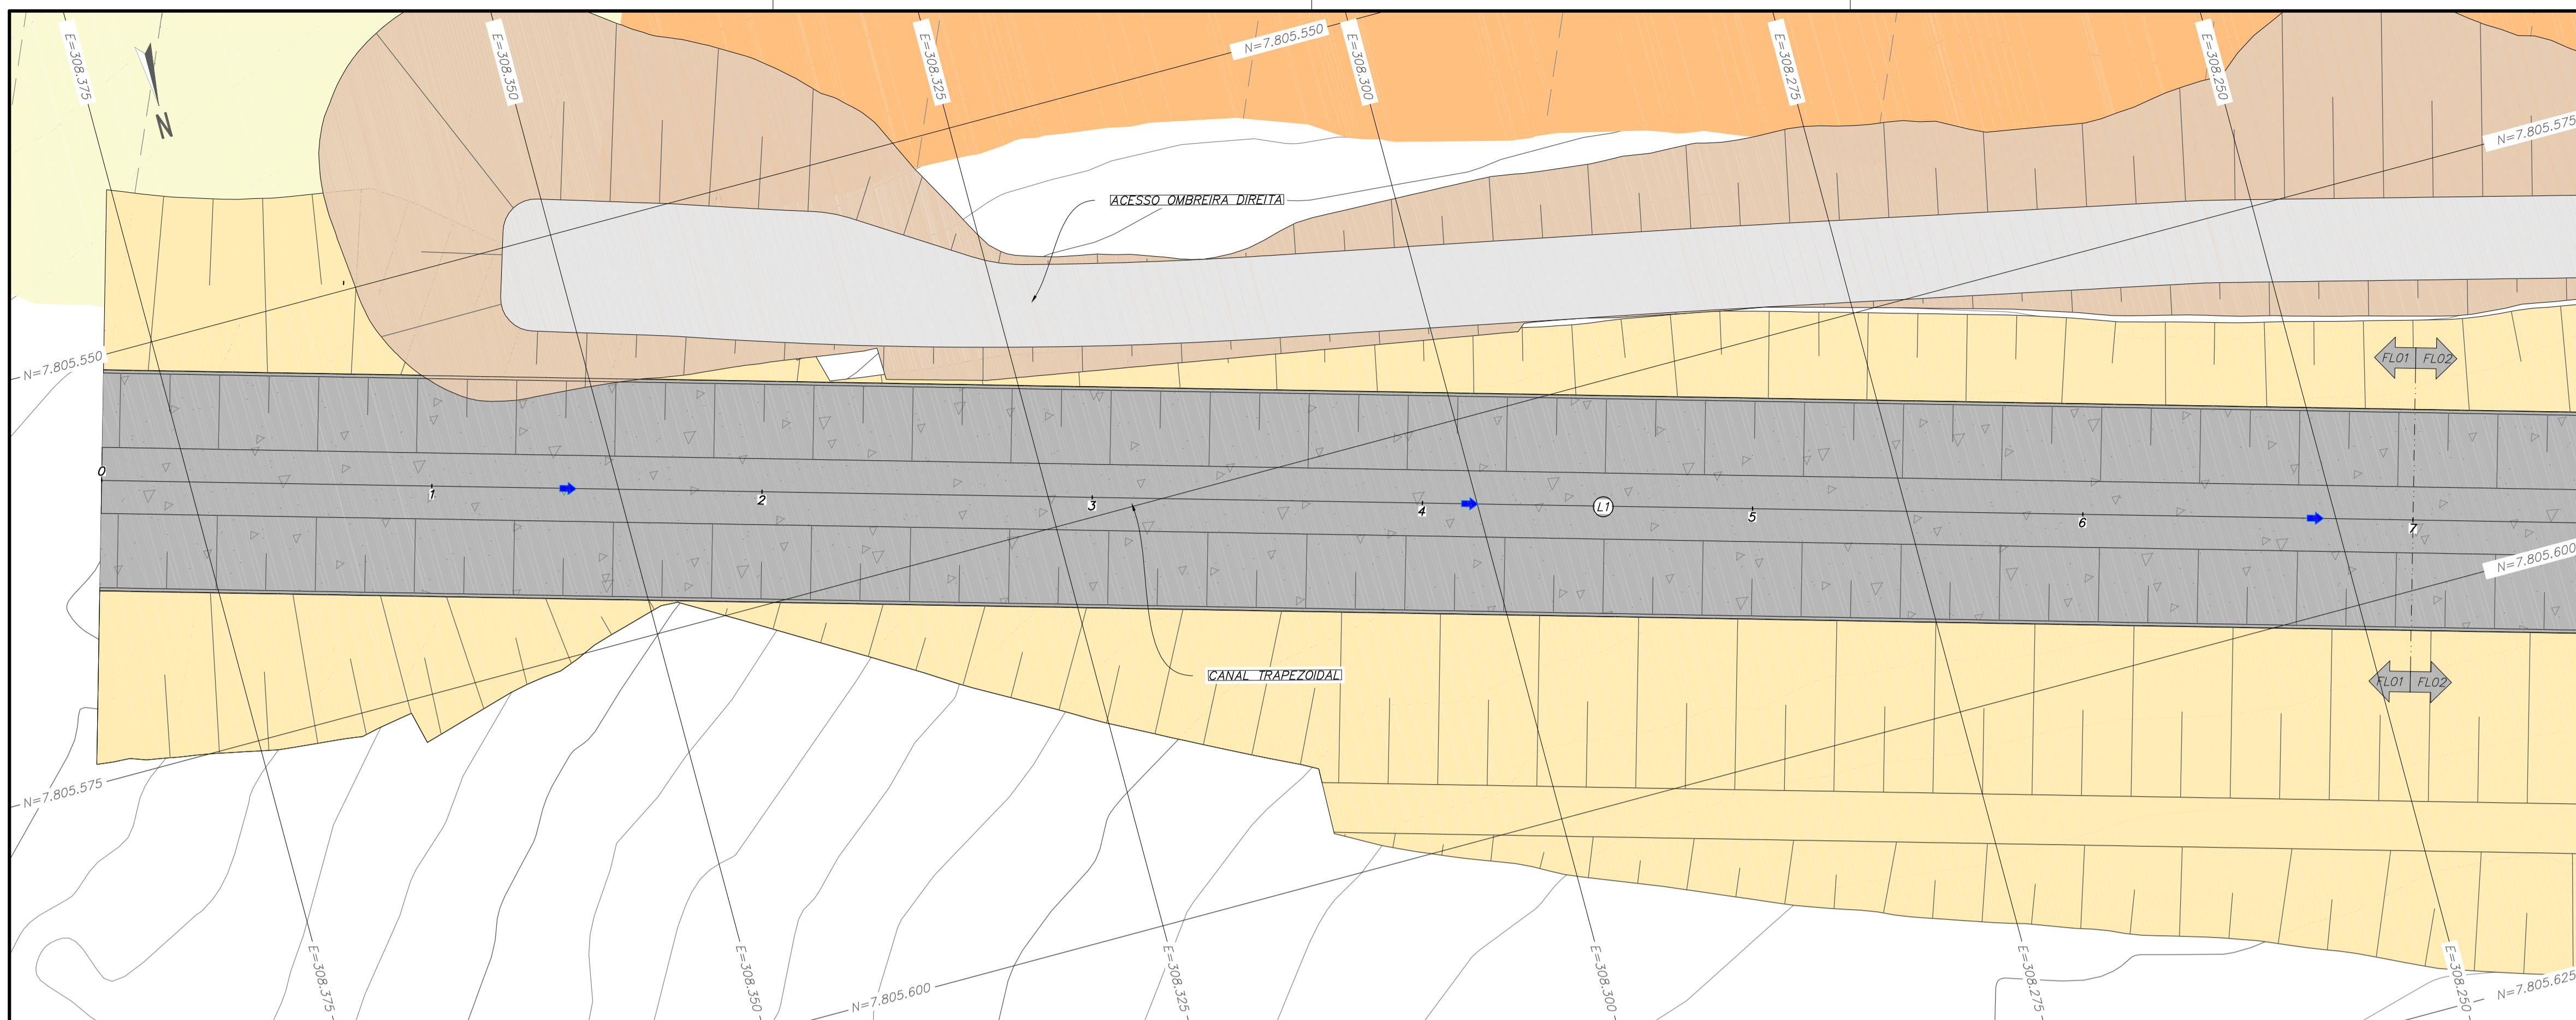 E=308.375
E=308.350
E=308.325
N=7.805.550
E=308.300
E=308.275
E=308.250
N
N=7.805.575
ACESSO OMBREIRA DIREITA
N=7.805.550
FL01 FL02
0
1
2
3
4
L1
5
6
7
N=7.805.600
CANAL TRAPEZOIDAL
FL01 FL02
N=7.805.575
E=308.375
E=308.350
E=308.325
E=308.300
E=308.275
E=308.250
N=7.805.600
N=7.805.625